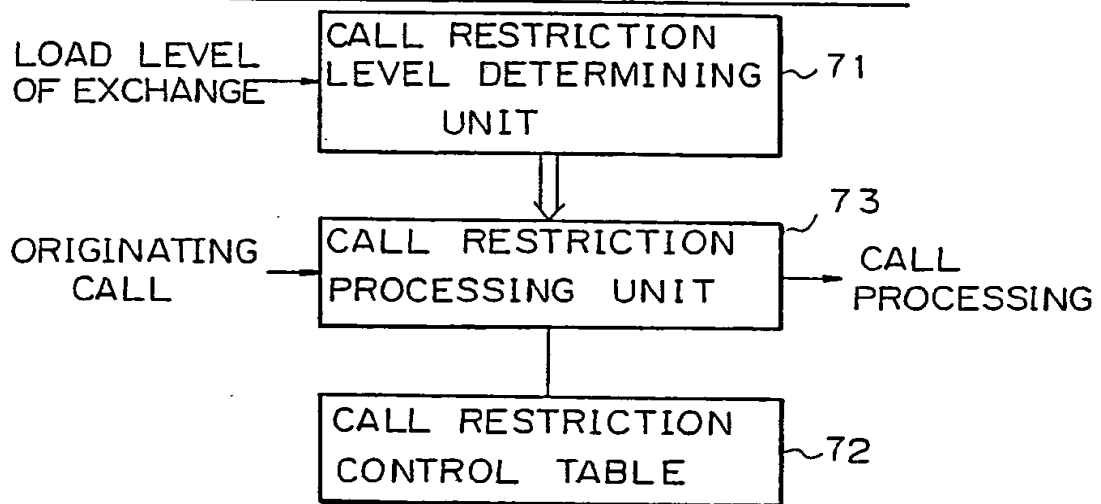 LOAD LEVEL
OF EXCHANGE
CALL RESTRICTION
LEVEL DETERMINING
UNIT
71
ORIGINATING
CALL
CALL RESTRICTION
PROCESSING UNIT
73
CALL
PROCESSING
CALL RESTRICTION
CONTROL TABLE
72